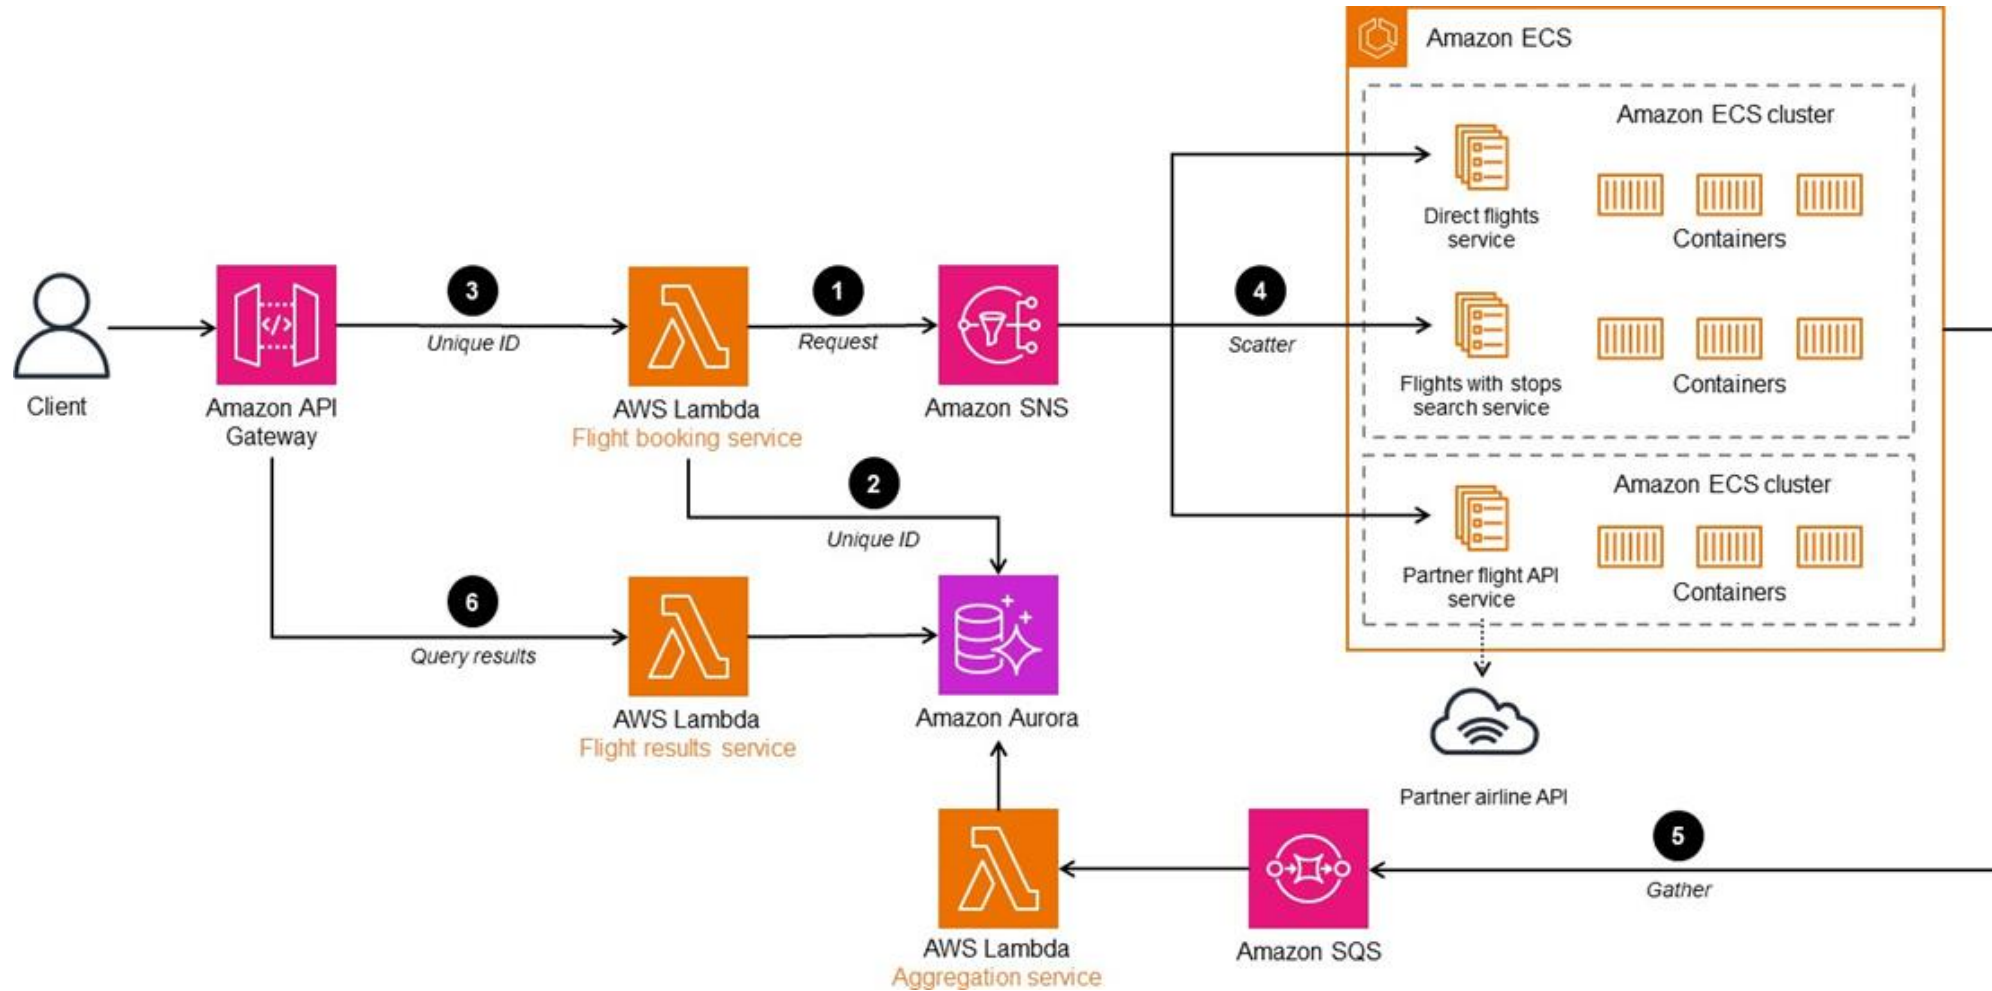 Amazon ECS
Amazon ECS cluster
Direct flights
service
Containers
3
1
4
Unique ID
Request
Scatter
Flights with stops
search service
Containers
Client
Amazon API
Gateway
AWS Lambda
Flight booking service
Amazon SNS
2
Unique ID
Amazon ECS cluster
Partner flight API
service
Containers
6
Query results
AWS Lambda
Flight results service
Amazon Aurora
Partner airline API
5
Gather
AWS Lambda
Aggregation service
Amazon SQS